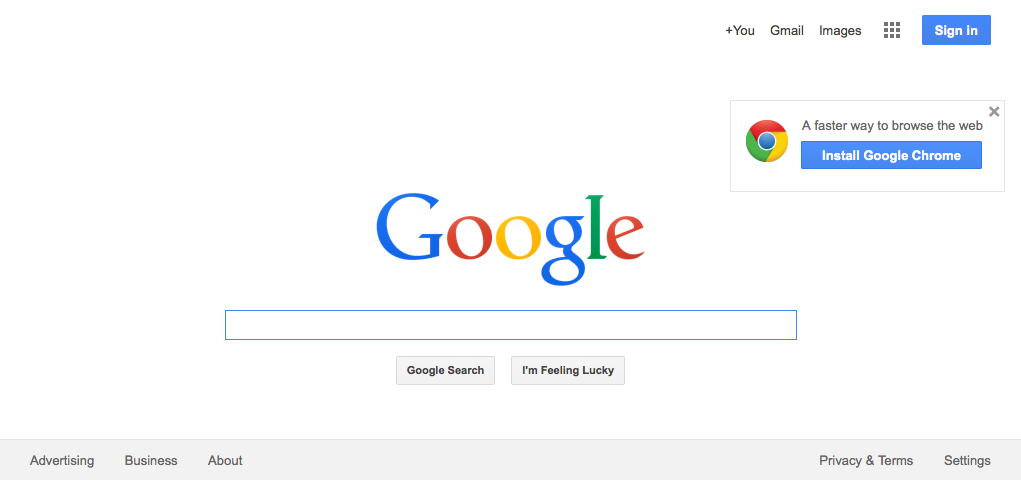 +You Gmail Images Sign in
A faster way to browse the web
Install Google Chrome
Google
Google Search I'm Feeling Lucky
Advertising Business About Privacy & Terms Settings